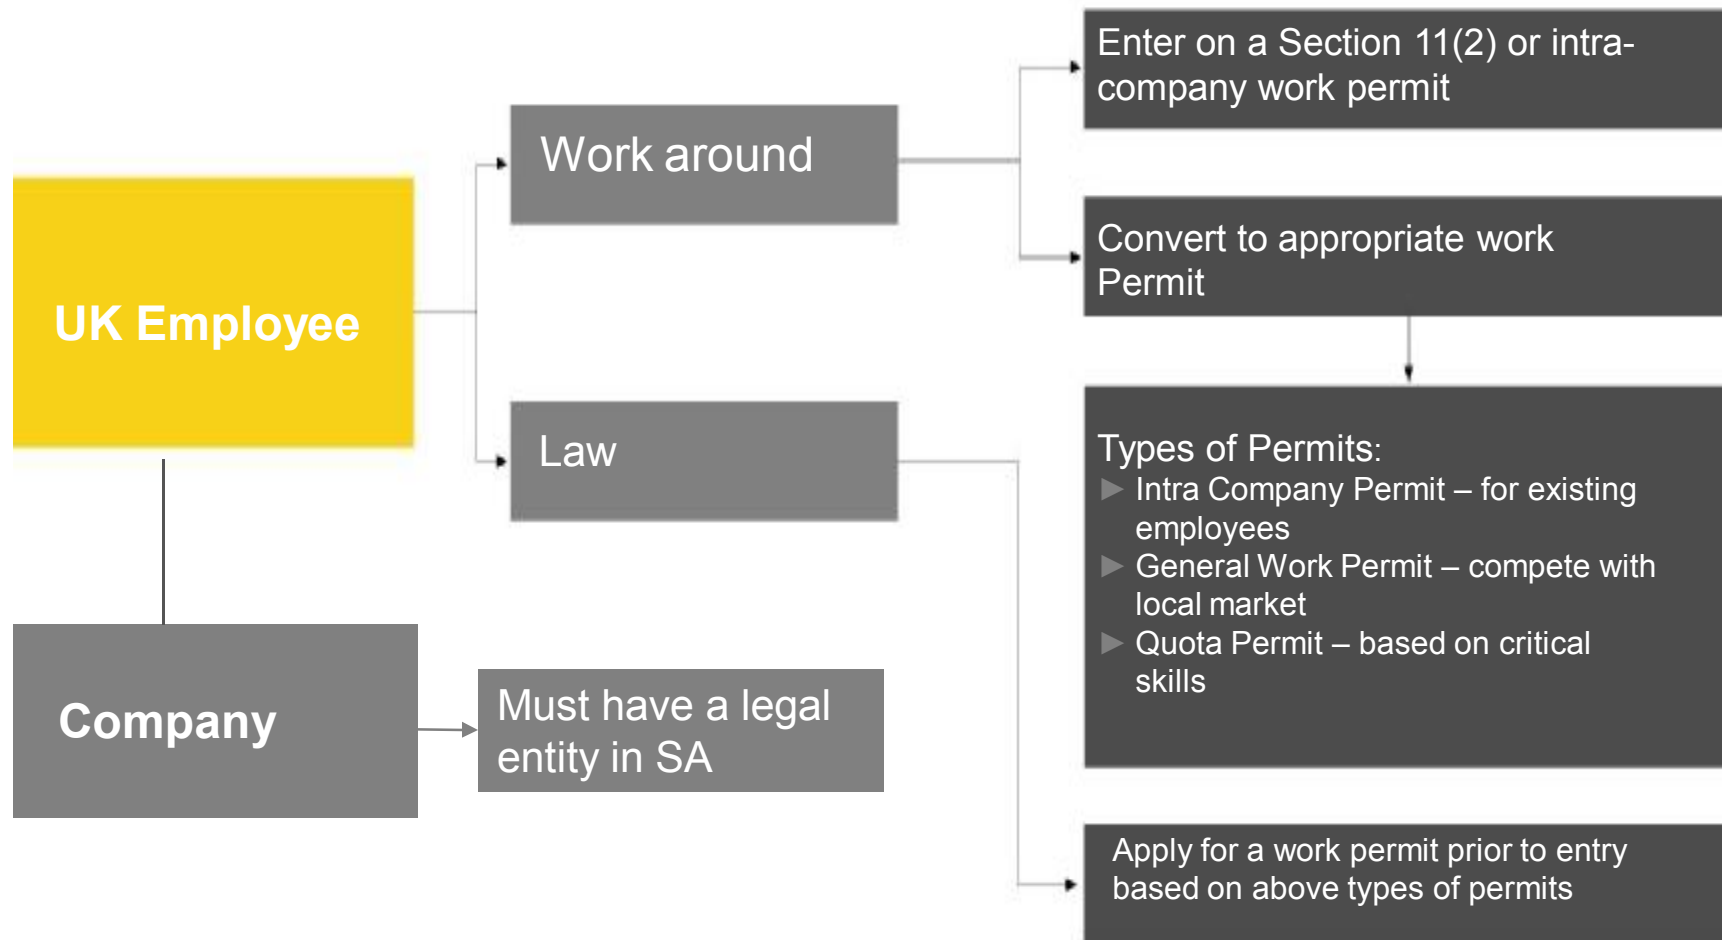 Enter on a Section 11(2) or intra-
company work permit
Work around
Convert to appropriate work
Permit
UK Employee
Law
Types of Permits:
► Intra Company Permit – for existing
employees
► General Work Permit – compete with
local market
► Quota Permit – based on critical
skills
Company
Must have a legal
entity in SA
Apply for a work permit prior to entry
based on above types of permits